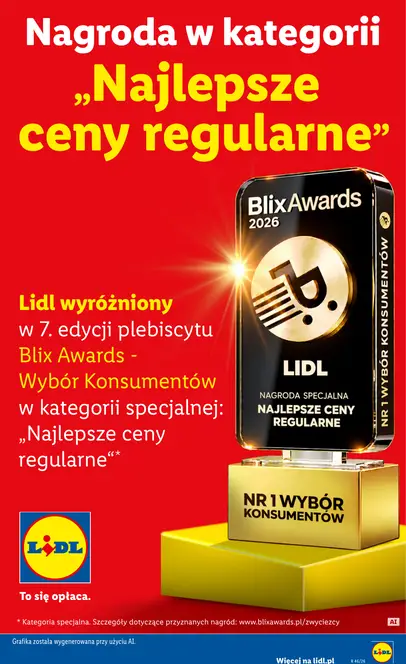 Nagroda w kategorii
„Najlepsze
ceny regularne”
BlixAwards
2026
LIDL
NAGRODA SPECJALNA
NAJLEPSZE CENY
REGULARNE
NR 1 WYBÓR KONSUMENTÓW
NR 1 WYBÓR
KONSUMENTÓW
Lidl wyróżniony
w 7. edycji plebiscytu
Blix Awards -
Wybór Konsumentów
w kategorii specjalnej:
„Najlepsze ceny
regularne“*
LIDL
To się opłaca.
* Kategoria specjalna. Szczegóły dotyczące przyznanych nagród: www.blixawards.pl/zwyciezcy
AI
Grafika została wygenerowana przy użyciu AI.
Więcej na lidl.pl
LIDL